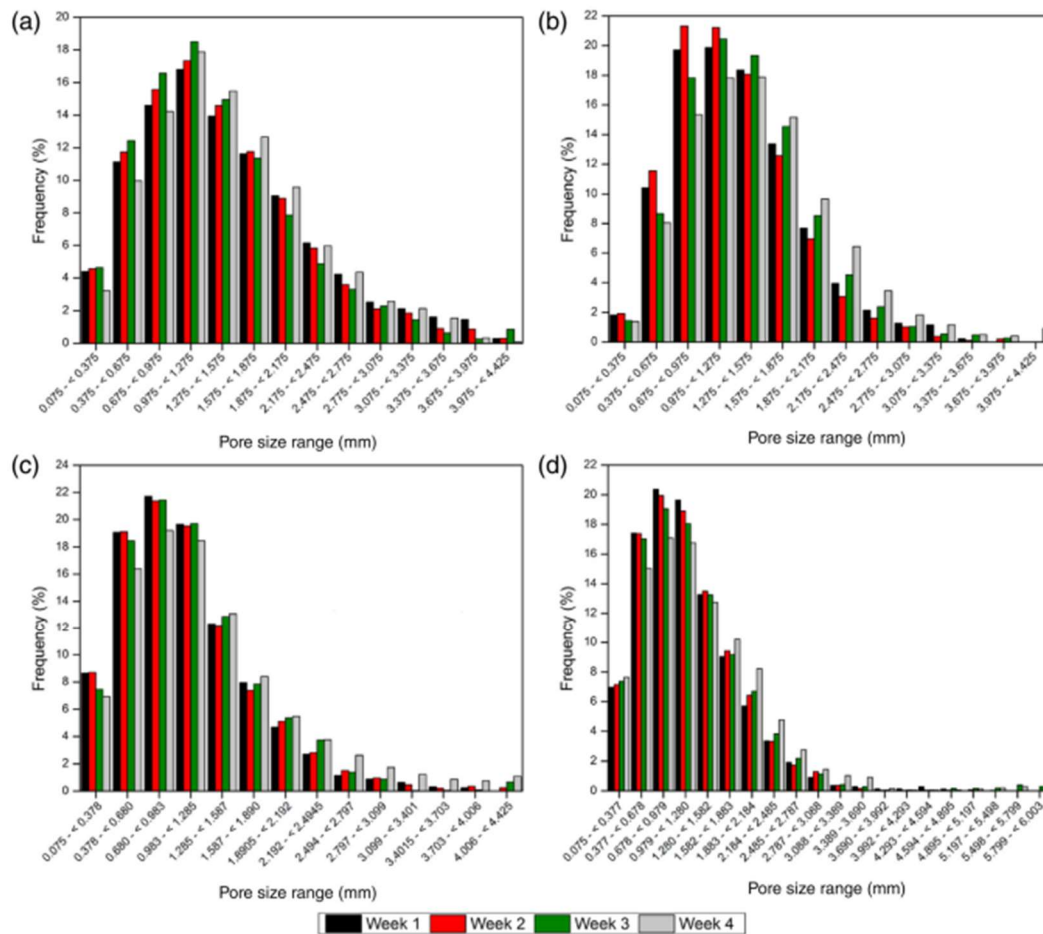 (a)
20
18
16
14
12
10
8
6
4
2
0
Frequency (%)
0.075 - < 0.375
0.375 - < 0.675
0.675 - < 0.975
0.975 - < 1.275
1.275 - < 1.575
1.575 - < 1.875
1.875 - < 2.175
2.175 - < 2.475
2.475 - < 2.775
2.775 - < 3.075
3.075 - < 3.375
3.375 - < 3.675
3.675 - < 3.975
3.975 - < 4.425
Pore size range (mm)
(b)
22
20
18
16
14
12
10
8
6
4
2
0
Frequency (%)
0.075 - < 0.375
0.375 - < 0.675
0.675 - < 0.975
0.975 - < 1.275
1.275 - < 1.575
1.575 - < 1.875
1.875 - < 2.175
2.175 - < 2.475
2.475 - < 2.775
2.775 - < 3.075
3.075 - < 3.375
3.375 - < 3.675
3.675 - < 3.975
3.975 - < 4.425
Pore size range (mm)
(c)
24
22
20
18
16
14
12
10
8
6
4
2
0
Frequency (%)
0.075 - < 0.378
0.378 - < 0.680
0.680 - < 0.983
0.983 - < 1.285
1.285 - < 1.587
1.587 - < 1.890
1.8905 - < 2.192
2.192 - < 2.4945
2.494 - < 2.797
2.797 - < 3.099
3.099 - < 3.401
3.4015 - < 3.703
3.703 - < 4.006
4.006 - < 4.425
Pore size range (mm)
(d)
22
20
18
16
14
12
10
8
6
4
2
0
Frequency (%)
0.075 - < 0.377
0.377 - < 0.678
0.678 - < 0.979
0.979 - < 1.280
1.280 - < 1.582
1.582 - < 1.883
1.883 - < 2.184
2.184 - < 2.485
2.485 - < 2.787
2.787 - < 3.088
3.088 - < 3.389
3.389 - < 3.690
3.690 - < 3.992
3.992 - < 4.293
4.293 - < 4.594
4.594 - < 4.895
4.895 - < 5.197
5.197 - < 5.498
5.498 - < 5.799
5.799 - < 6.003
Pore size range (mm)
Week 1 Week 2 Week 3 Week 4